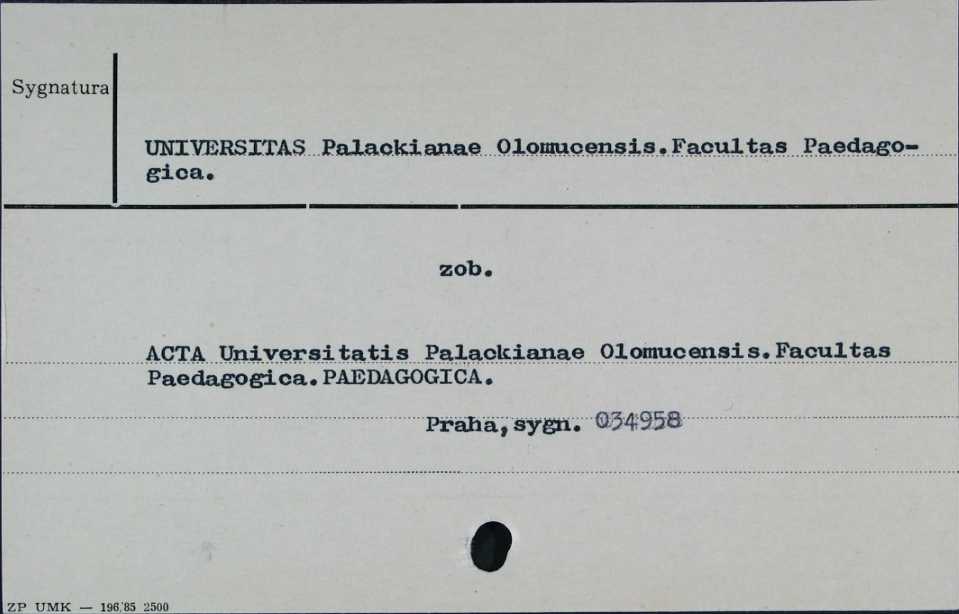 Sygnatura
UNIVERSITAS Palackianae Olomucensis.Facultas Paedago-
gica.
zob.
ACTA Universitatis Palackianae Olomucensis.Facultas
Paedagogica.PAEDAGOGICA.
Praha,sygn. 034958
ZP UMK — 196/85 2500